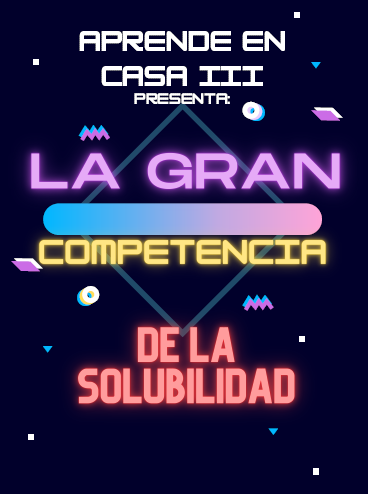 APRENDE EN
CASA III
PRESENTA:
LA GRAN
COMPETENCIA
DE LA
SOLUBILIDAD